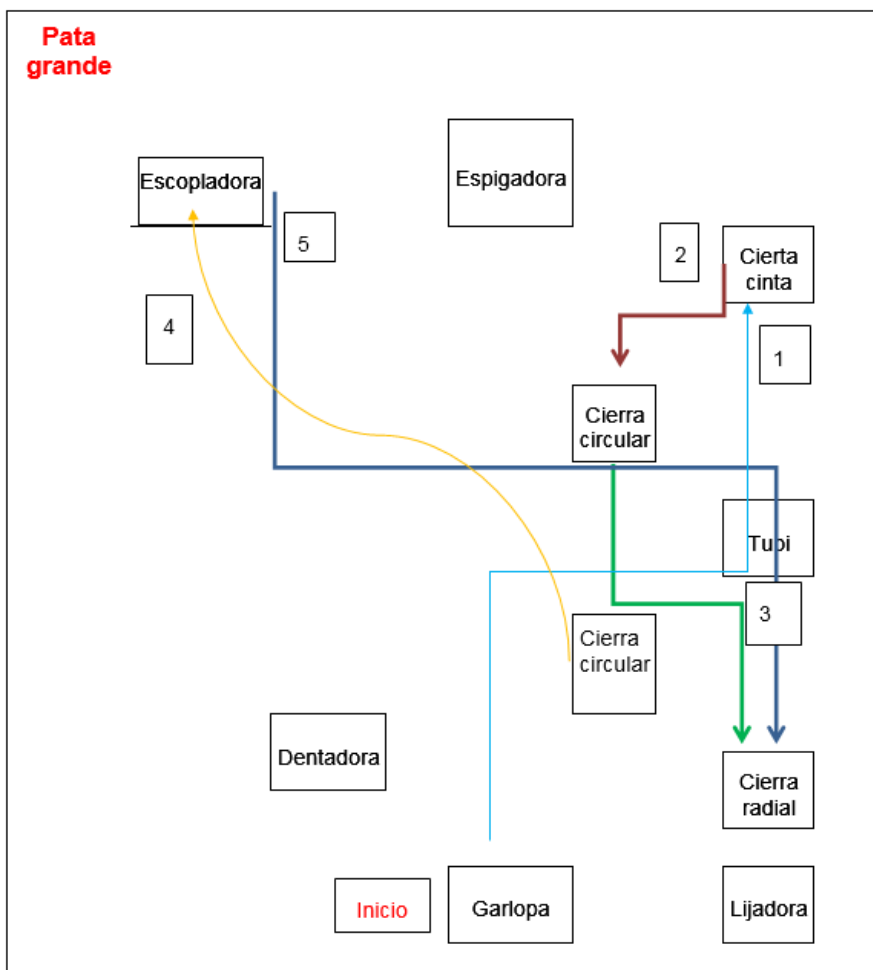 Pata
grande
Escopladora
Espigadora
5
2
Cierta
cinta
4
1
Cierra
circular
Tupi
3
Cierra
circular
Dentadora
Cierra
radial
Inicio
Garlopa
Lijadora